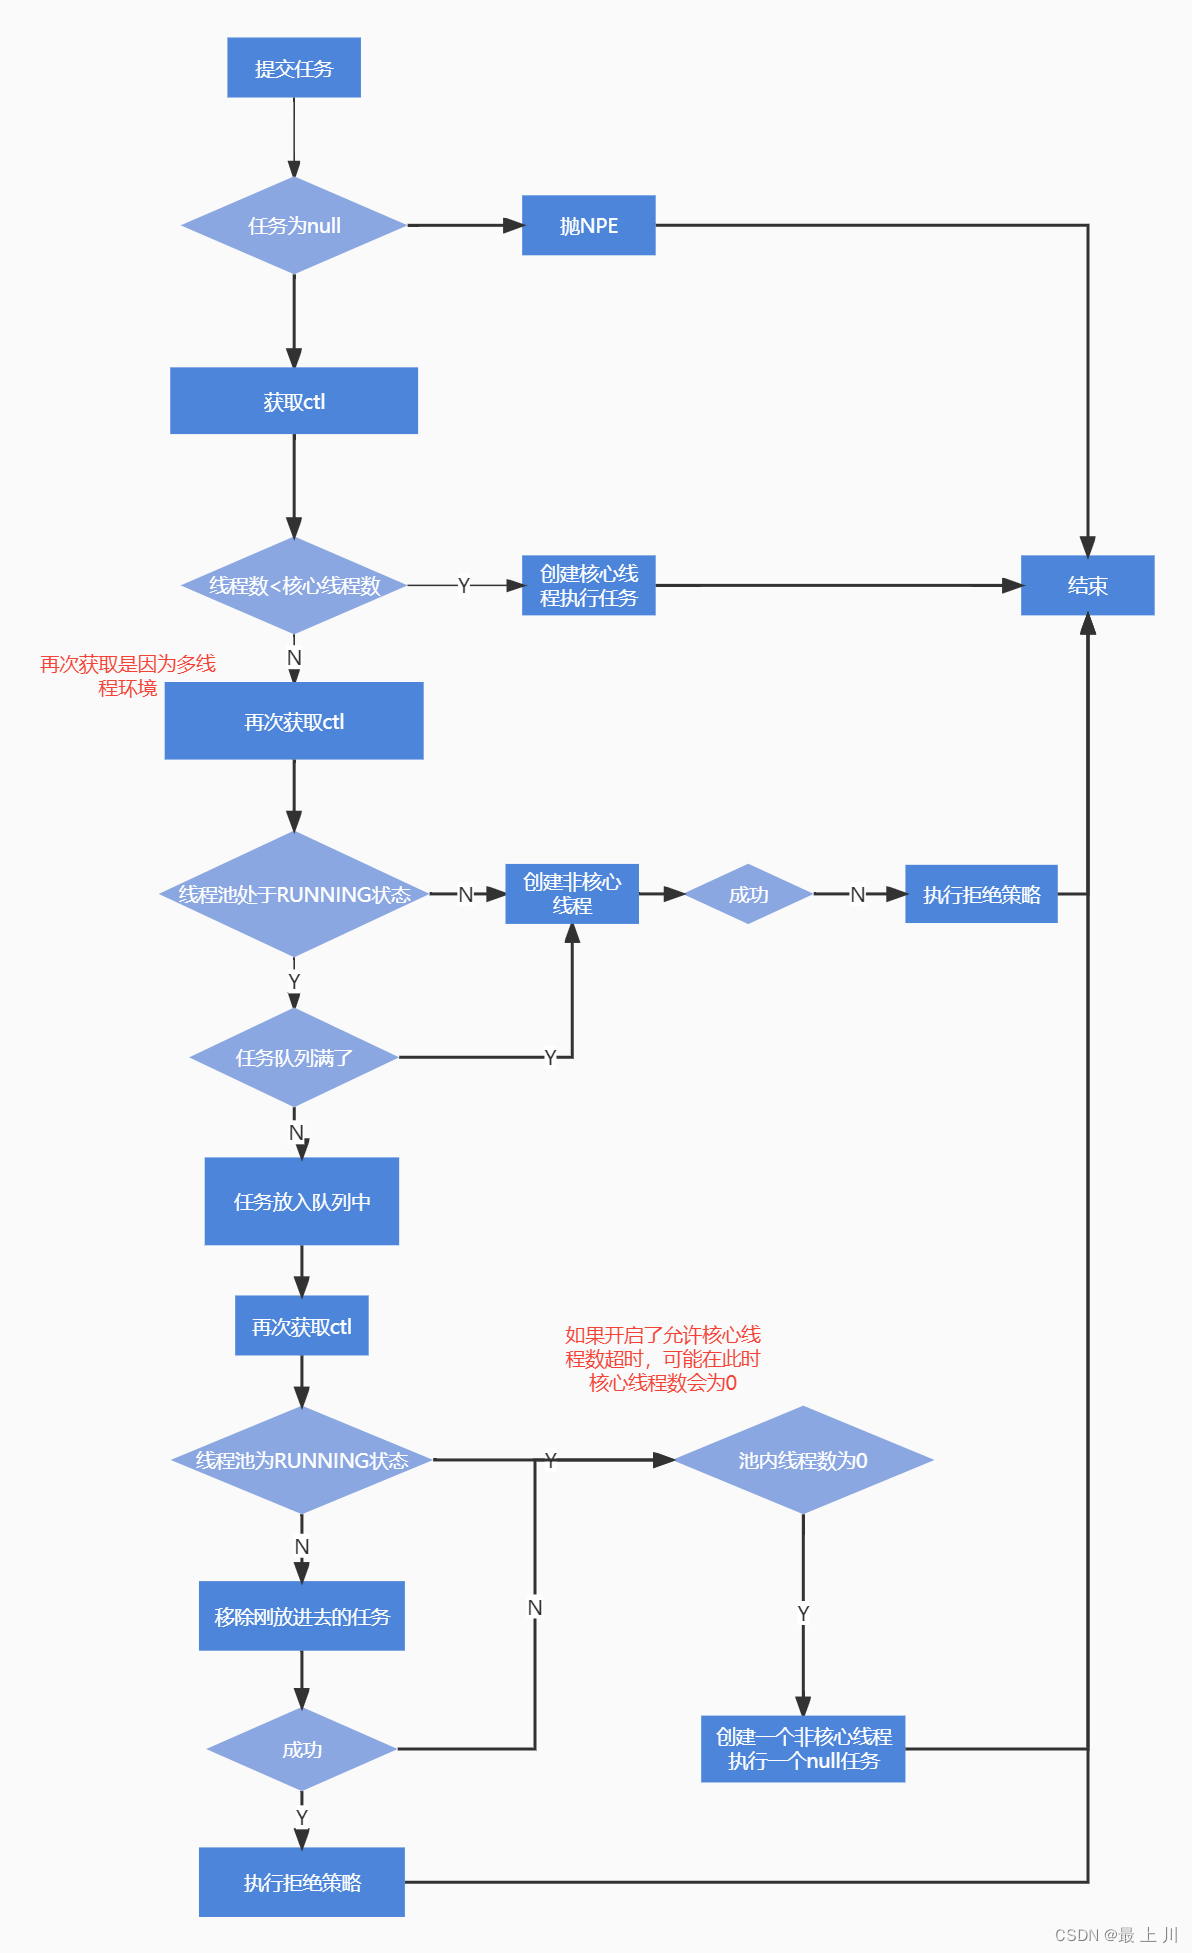 提交任务
任务为null
抛NPE
获取ctl
线程数<核心线程数
Y
创建核心线
程执行任务
结束
N
再次获取是因为多线
程环境
再次获取ctl
线程池处于RUNNING状态
N
创建非核心
线程
成功
N
执行拒绝策略
Y
任务队列满了
Y
N
任务放入队列中
再次获取ctl
如果开启了允许核心线
程数超时，可能在此时
核心线程数会为0
线程池为RUNNING状态
Y
池内线程数为0
N
移除刚放进去的任务
N
Y
成功
创建一个非核心线程
执行一个null任务
Y
执行拒绝策略
CSDN @最 上 川